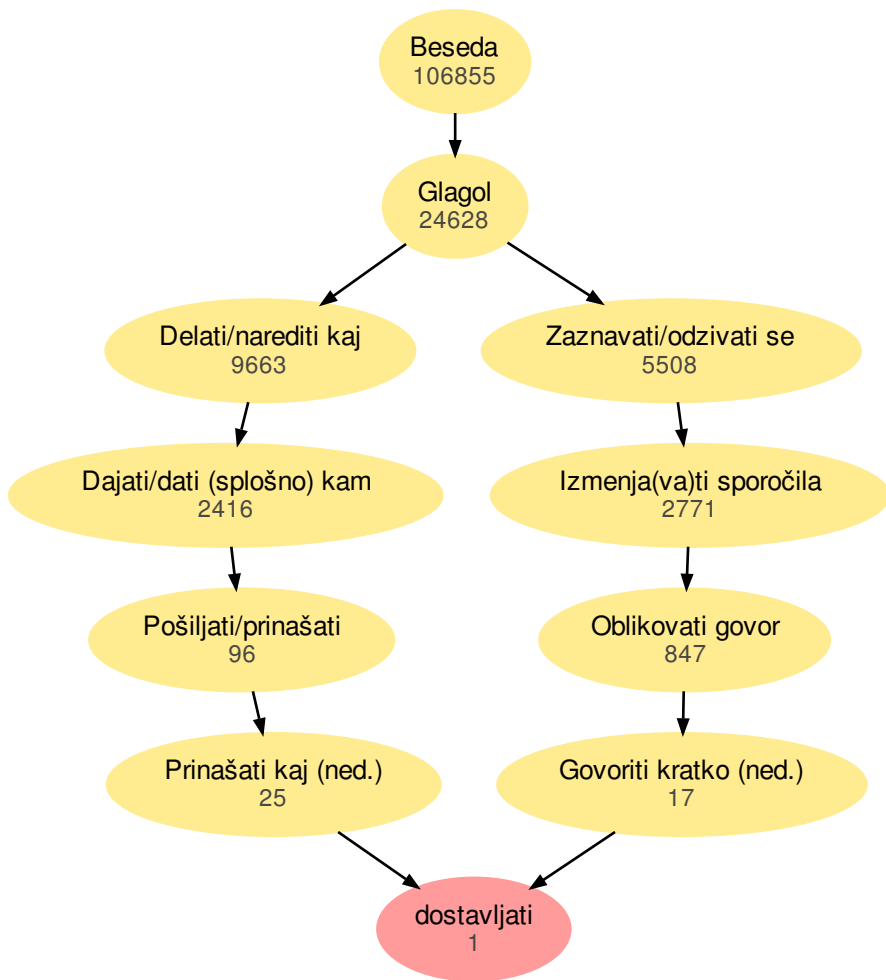 Beseda
106855
Glagol
24628
Delati/narediti kaj
9663
Zaznavati/odzivati se
5508
Dajati/dati (splošno) kam
2416
Izmenja(va)ti sporočila
2771
Pošiljati/prinašati
96
Oblikovati govor
847
Prinašati kaj (ned.)
25
Govoriti kratko (ned.)
17
dostavljati
1